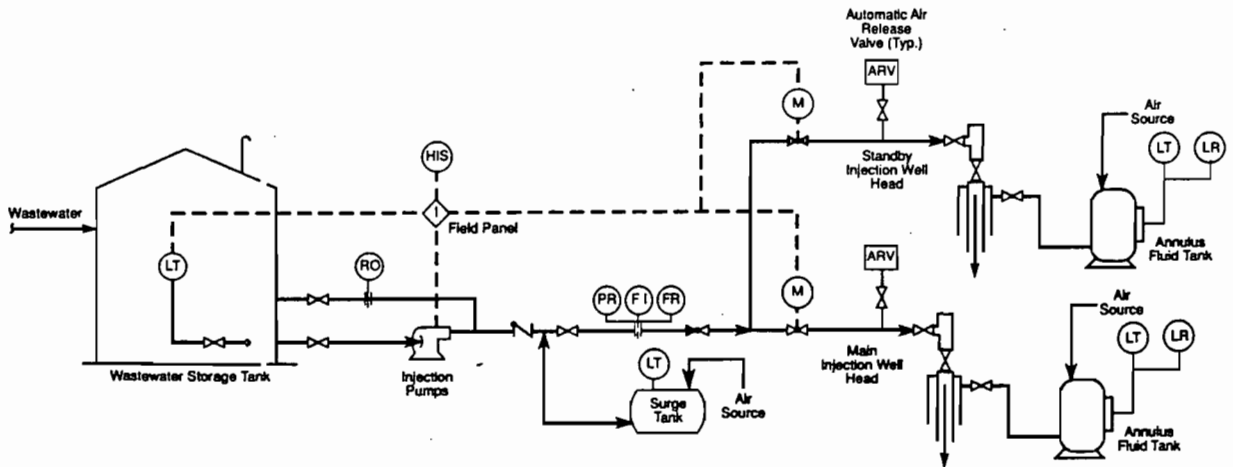 Automatic Air
Release
Valve (Typ.)
ARV
M
Air
Source
LT
LR
HIS
Standby
Injection Well
Head
Wastewater
I
Field Panel
Annulus
Fluid Tank
LT
RO
ARV
M
PR
FI
FR
Air
Source
LT
LR
Main
Injection Well
Head
Wastewater Storage Tank
Injection
Pumps
LT
Surge
Tank
Air
Source
Annulus
Fluid Tank